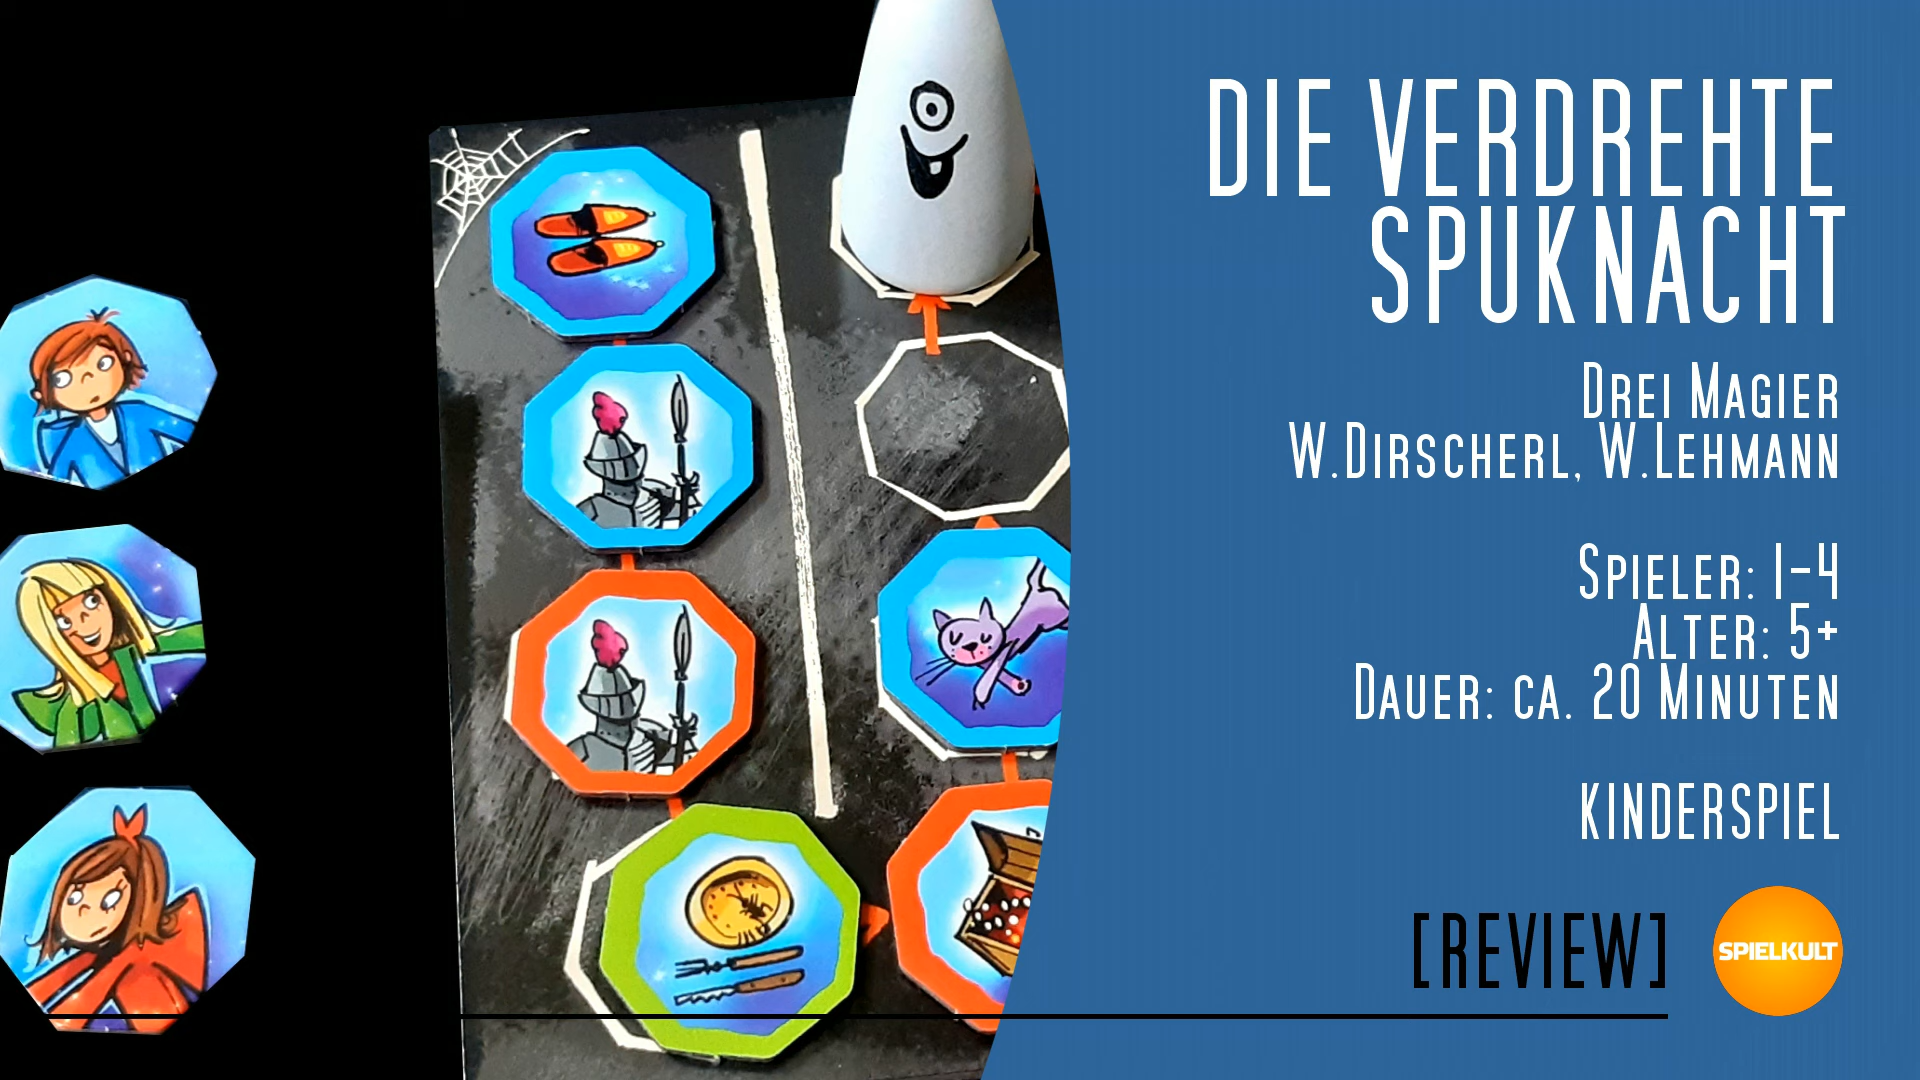 DIE VERDREHTE
SPUKNACHT
DREI MAGIER
W.DIRSCHERL, W.LEHMANN
SPIELER: 1-4
ALTER: 5+
DAUER: CA. 20 MINUTEN
KINDERSPIEL
[REVIEW]
SPIELKULT